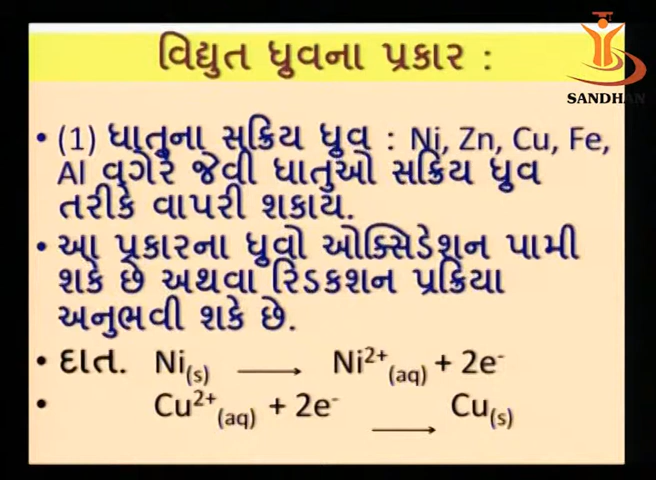 વિદ્યુત ધ્રુવના પ્રકાર :
SANDHAN
• (1) ધાતુના સક્રિય ધ્રુવ : Ni, Zn, Cu, Fe,
Al વગેરે જેવી ધાતુઓ સક્રિય ધ્રુવ
તરીકે વાપરી શકાય.
• આ પ્રકારના ધ્રુવો ઓક્સિડેશન પામી
શકે છે અથવા રિડકશન પ્રક્રિયા
અનુભવી શકે છે.
• દાત. Ni(s) ⟶ Ni²⁺(aq) + 2e⁻
• Cu²⁺(aq) + 2e⁻ ⟶ Cu(s)